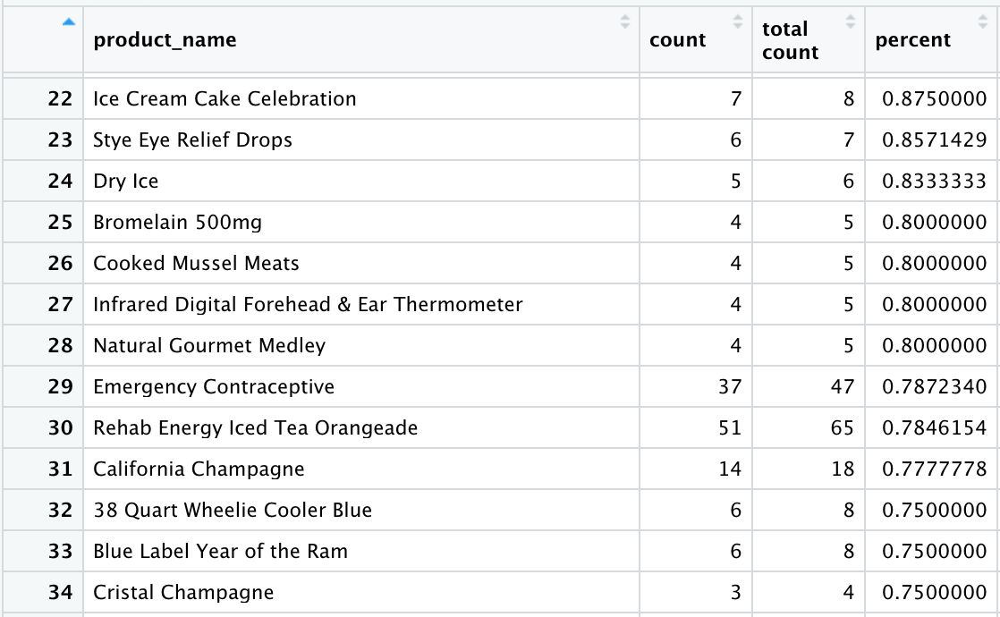 product_name count total count percent
22 Ice Cream Cake Celebration 7 8 0.8750000
23 Stye Eye Relief Drops 6 7 0.8571429
24 Dry Ice 5 6 0.8333333
25 Bromelain 500mg 4 5 0.8000000
26 Cooked Mussel Meats 4 5 0.8000000
27 Infrared Digital Forehead & Ear Thermometer 4 5 0.8000000
28 Natural Gourmet Medley 4 5 0.8000000
29 Emergency Contraceptive 37 47 0.7872340
30 Rehab Energy Iced Tea Orangeade 51 65 0.7846154
31 California Champagne 14 18 0.7777778
32 38 Quart Wheelie Cooler Blue 6 8 0.7500000
33 Blue Label Year of the Ram 6 8 0.7500000
34 Cristal Champagne 3 4 0.7500000